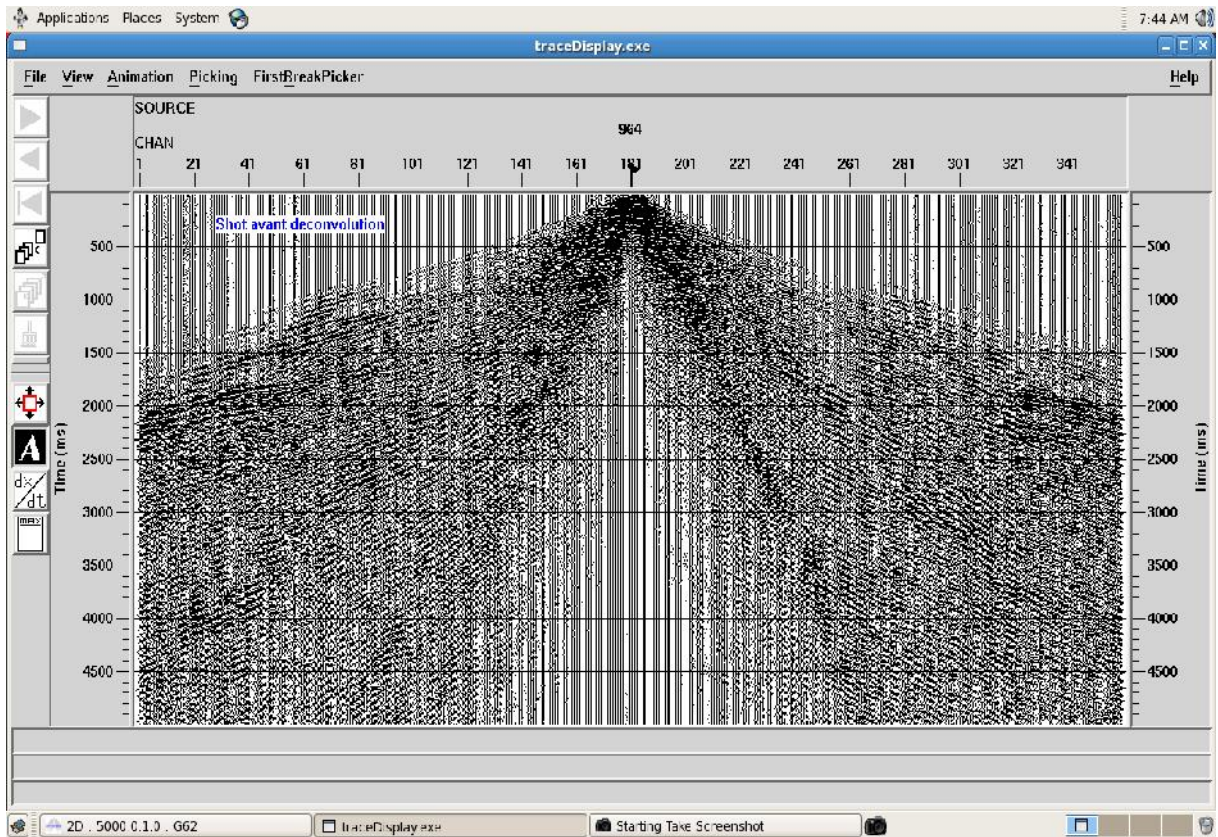 Applications Places System 7:44 AM
traceDisplay.exe
File View Animation Picking FirstBreakPicker Help
SOURCE
964
CHAN
1 21 41 61 81 101 121 141 161 181 201 221 241 261 281 301 321 341
Shot avant deconvolution
500 500
1000 1000
1500 1500
2000 2000
2500 2500
3000 3000
3500 3500
4000 4000
4500 4500
Time (ms) Time (ms)
A
dx/dt
max
2D . 5000 0.1.0 . G62 traceDisplay.exe Starting Take Screenshot